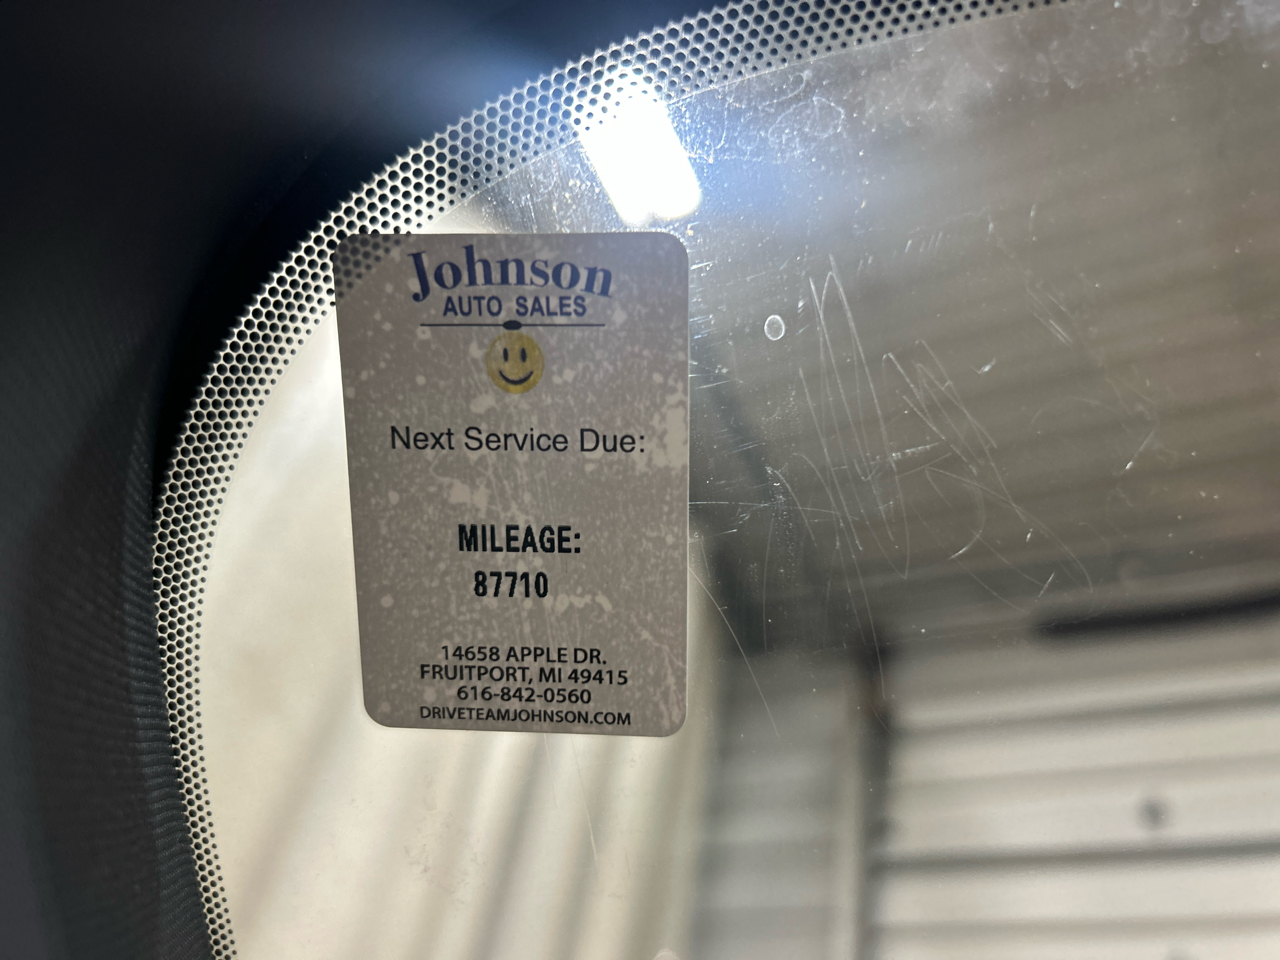 Johnson
AUTO SALES
Next Service Due:
MILEAGE:
87710
14658 APPLE DR.
FRUITPORT, MI 49415
616-842-0560
DRIVETEAMJOHNSON.COM